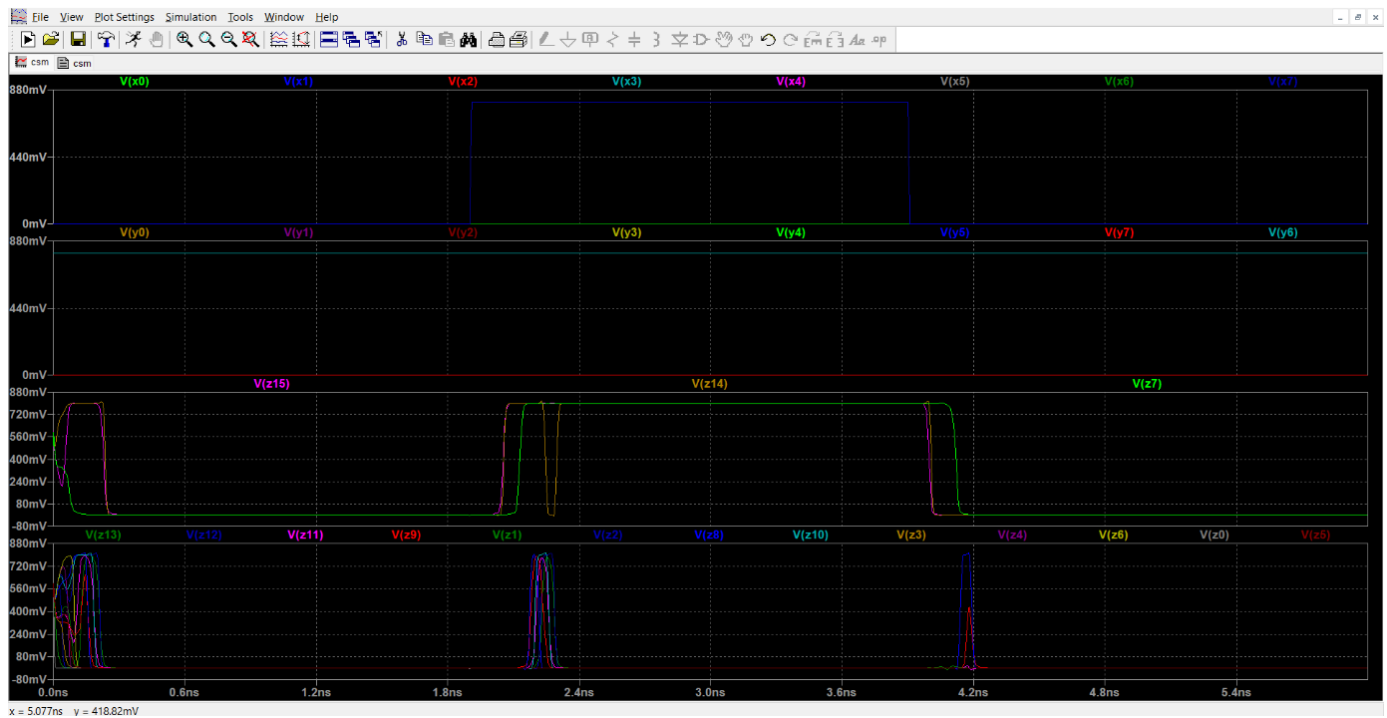 File View Plot Settings Simulation Tools Window Help
csm csm
V(x0) V(x1) V(x2) V(x3) V(x4) V(x5) V(x6) V(x7)
880mV
440mV
0mV
V(y0) V(y1) V(y2) V(y3) V(y4) V(y5) V(y7) V(y6)
880mV
440mV
0mV
V(z15) V(z14) V(z7)
880mV
720mV
560mV
400mV
240mV
80mV
-80mV
V(z13) V(z12) V(z11) V(z9) V(z1) V(z2) V(z8) V(z10) V(z3) V(z4) V(z6) V(z0) V(z5)
880mV
720mV
560mV
400mV
240mV
80mV
-80mV
0.0ns 0.6ns 1.2ns 1.8ns 2.4ns 3.0ns 3.6ns 4.2ns 4.8ns 5.4ns
x = 5.077ns y = 418.82mV